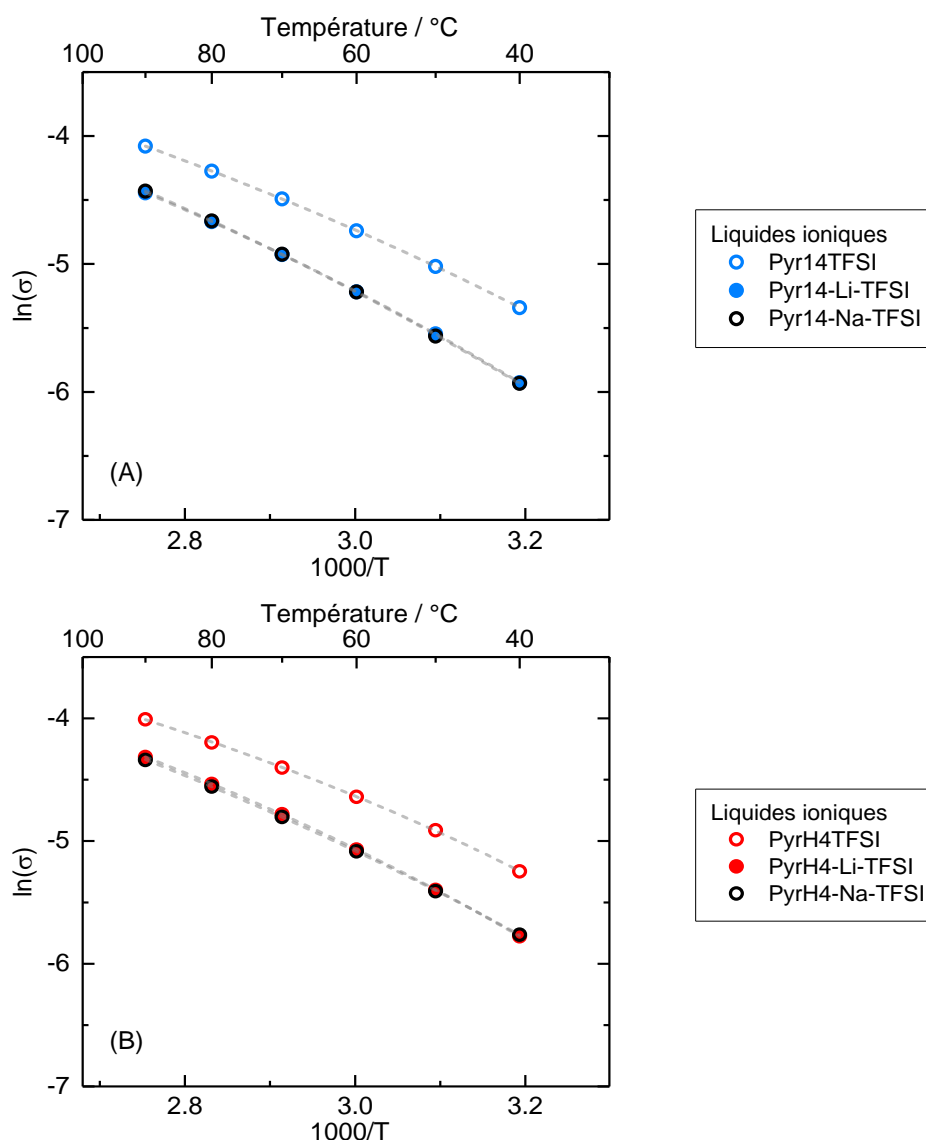 Température / °C
100 80 60 40
-4
-5
-6
-7
ln(σ)
(A)
2.8 3.0 3.2
1000/T
Liquides ioniques
Pyr14TFSI
Pyr14-Li-TFSI
Pyr14-Na-TFSI
Température / °C
100 80 60 40
-4
-5
-6
-7
ln(σ)
(B)
2.8 3.0 3.2
1000/T
Liquides ioniques
PyrH4TFSI
PyrH4-Li-TFSI
PyrH4-Na-TFSI